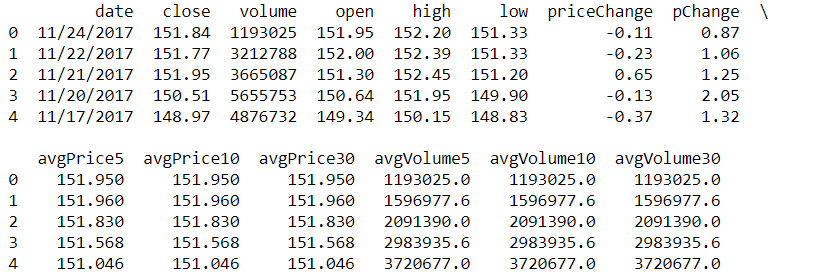 date close volume open high low priceChange pChange \
0 11/24/2017 151.84 1193025 151.95 152.20 151.33 -0.11 0.87
1 11/22/2017 151.77 3212788 152.00 152.39 151.33 -0.23 1.06
2 11/21/2017 151.95 3665087 151.30 152.45 151.20 0.65 1.25
3 11/20/2017 150.51 5655753 150.64 151.95 149.90 -0.13 2.05
4 11/17/2017 148.97 4876732 149.34 150.15 148.83 -0.37 1.32
avgPrice5 avgPrice10 avgPrice30 avgVolume5 avgVolume10 avgVolume30
0 151.950 151.950 151.950 1193025.0 1193025.0 1193025.0
1 151.960 151.960 151.960 1596977.6 1596977.6 1596977.6
2 151.830 151.830 151.830 2091390.0 2091390.0 2091390.0
3 151.568 151.568 151.568 2983935.6 2983935.6 2983935.6
4 151.046 151.046 151.046 3720677.0 3720677.0 3720677.0